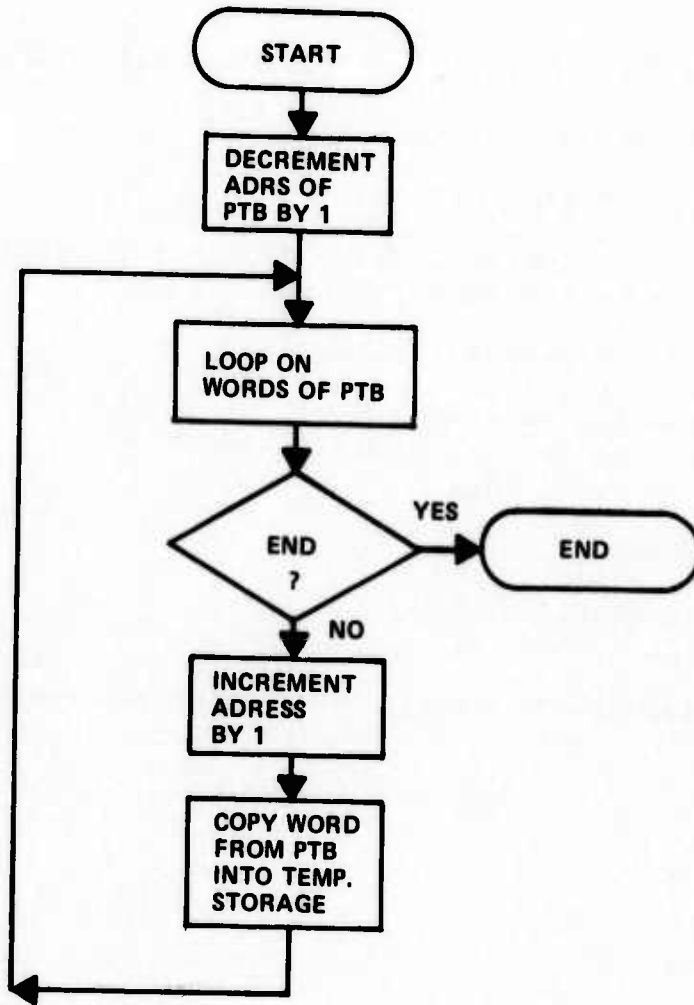 START
DECREMENT
ADRS OF
PTB BY 1
LOOP ON
WORDS OF PTB
END
?
YES
END
NO
INCREMENT
ADRESS
BY 1
COPY WORD
FROM PTB
INTO TEMP.
STORAGE